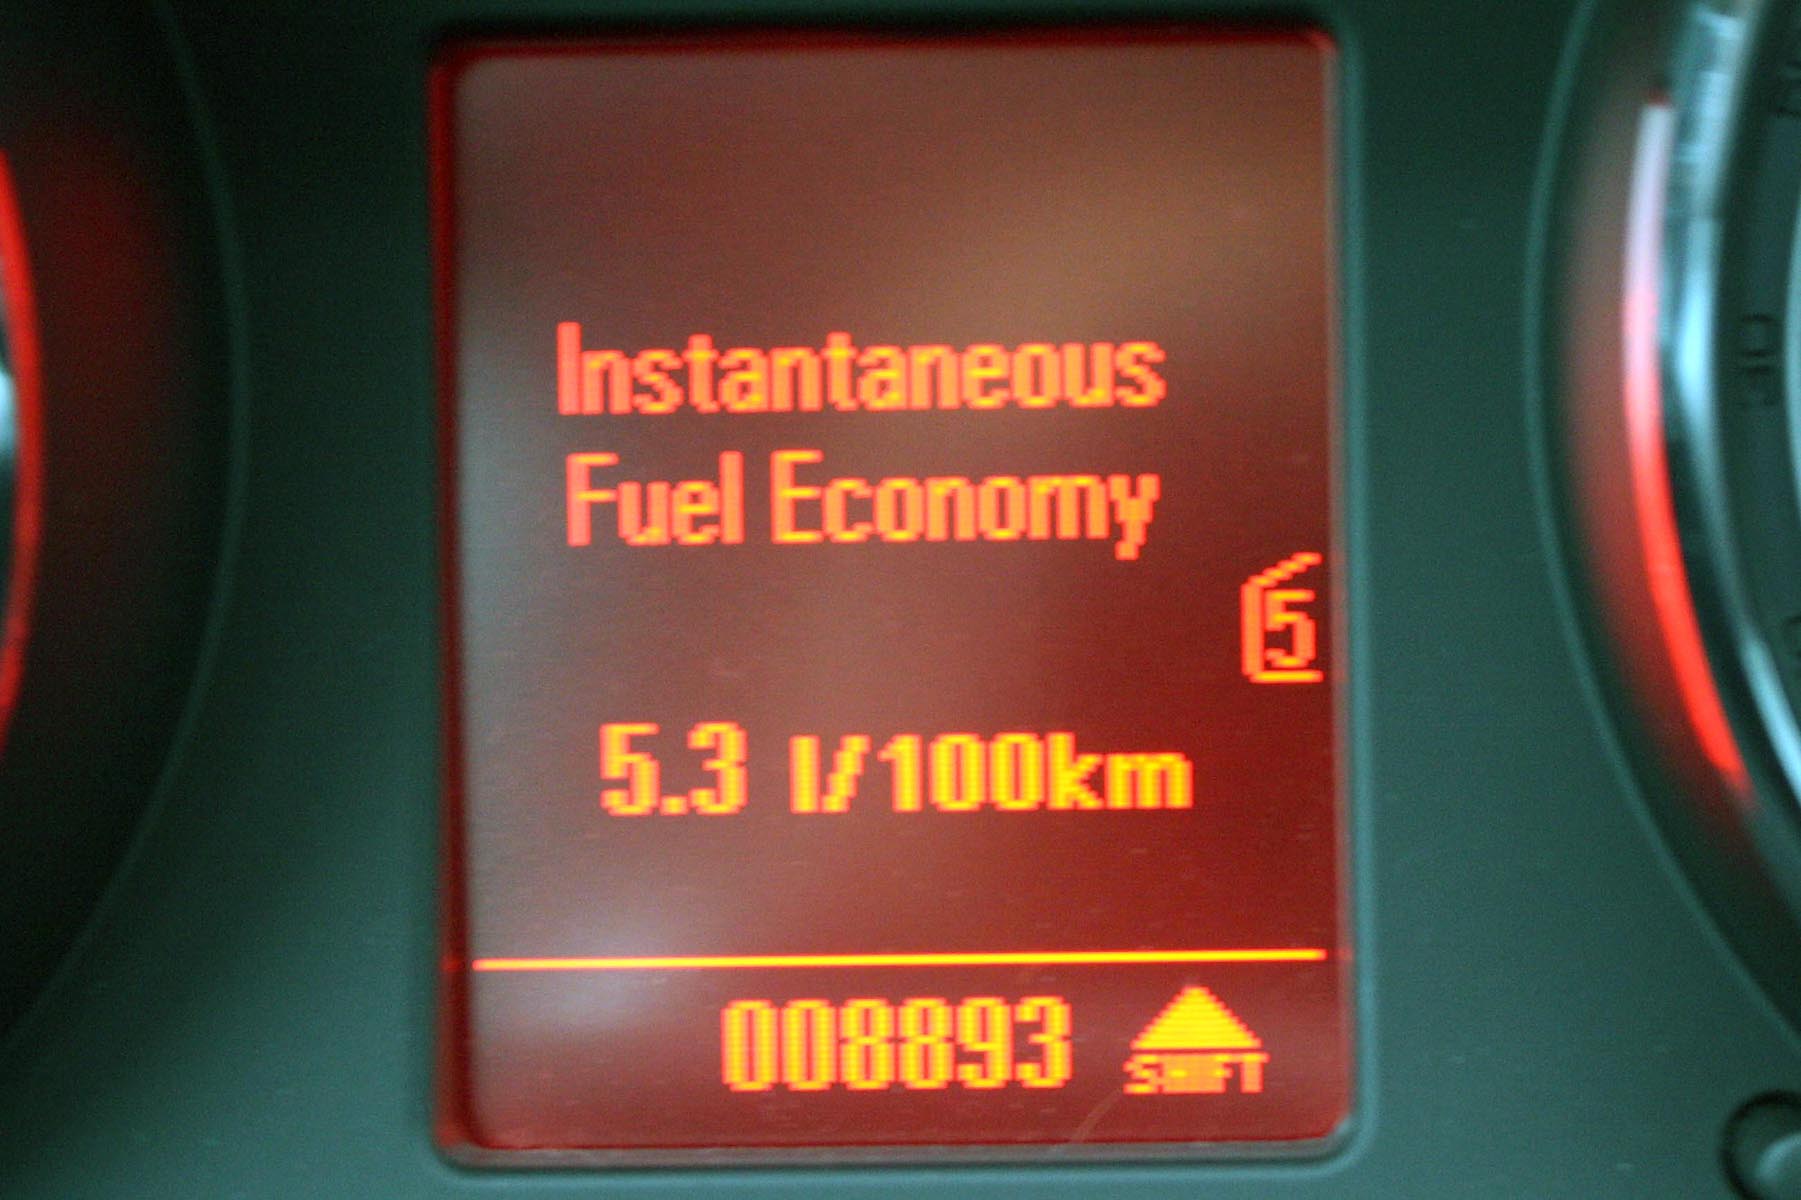 Instantaneous
Fuel Economy
5
5.3 l/100km
008893
SHIFT